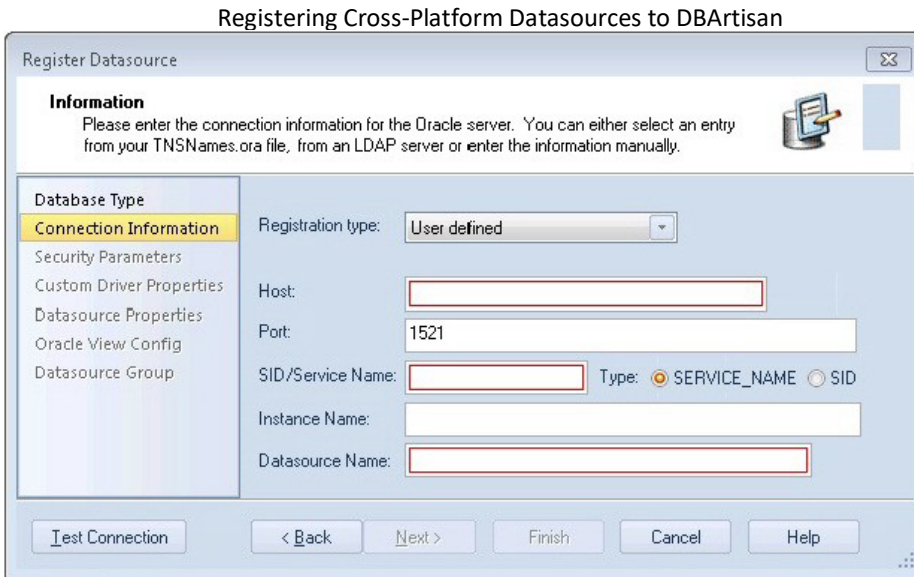 Registering Cross-Platform Datasources to DBArtisan
Register Datasource
Information
Please enter the connection information for the Oracle server. You can either select an entry
from your TNSNames.ora file, from an LDAP server or enter the information manually.
Database Type
Connection Information
Security Parameters
Custom Driver Properties
Datasource Properties
Oracle View Config
Datasource Group
Registration type: User defined
Host:
Port: 1521
SID/Service Name: Type: SERVICE_NAME SID
Instance Name:
Datasource Name:
Test Connection < Back Next > Finish Cancel Help